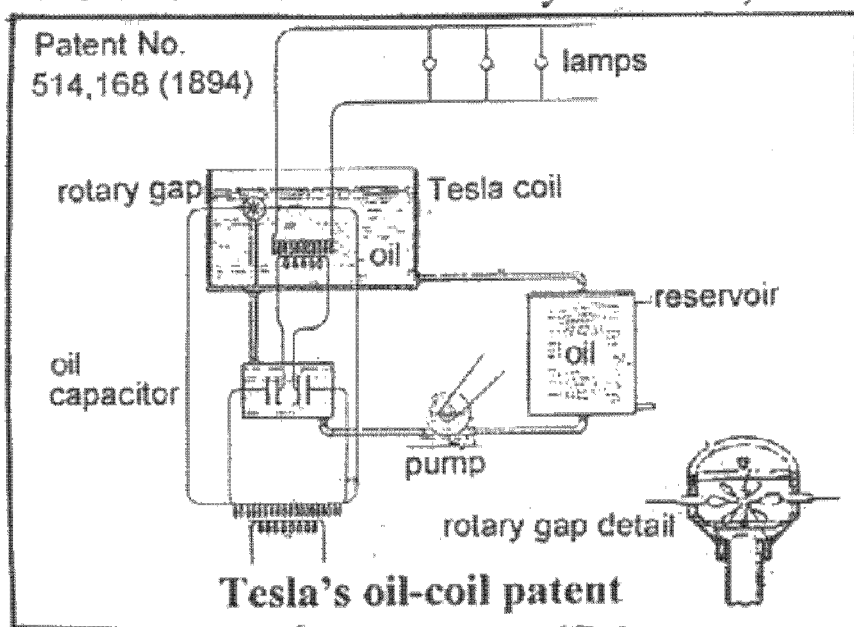 Patent No.
514,168 (1894)
lamps
rotary gap
Tesla coil
oil
reservoir
oil
oil
capacitor
pump
rotary gap detail
Tesla's oil-coil patent